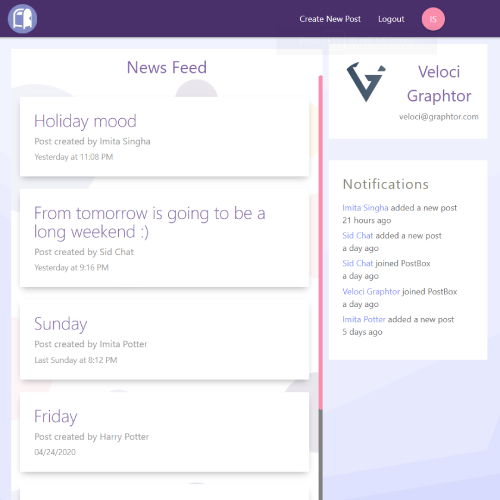 Create New Post
Logout
IS
News Feed
Holiday mood
Post created by Imita Singha
Yesterday at 11:08 PM
From tomorrow is going to be a
long weekend :)
Post created by Sid Chat
Yesterday at 9:16 PM
Sunday
Post created by Imita Potter
Last Sunday at 8:12 PM
Friday
Post created by Harry Potter
04/24/2020
Veloci
Graphtor
veloci@graphtor.com
Notifications
Imita Singha added a new post
21 hours ago
Sid Chat added a new post
a day ago
Sid Chat joined PostBox
a day ago
Veloci Graphtor joined PostBox
a day ago
Imita Potter added a new post
5 days ago